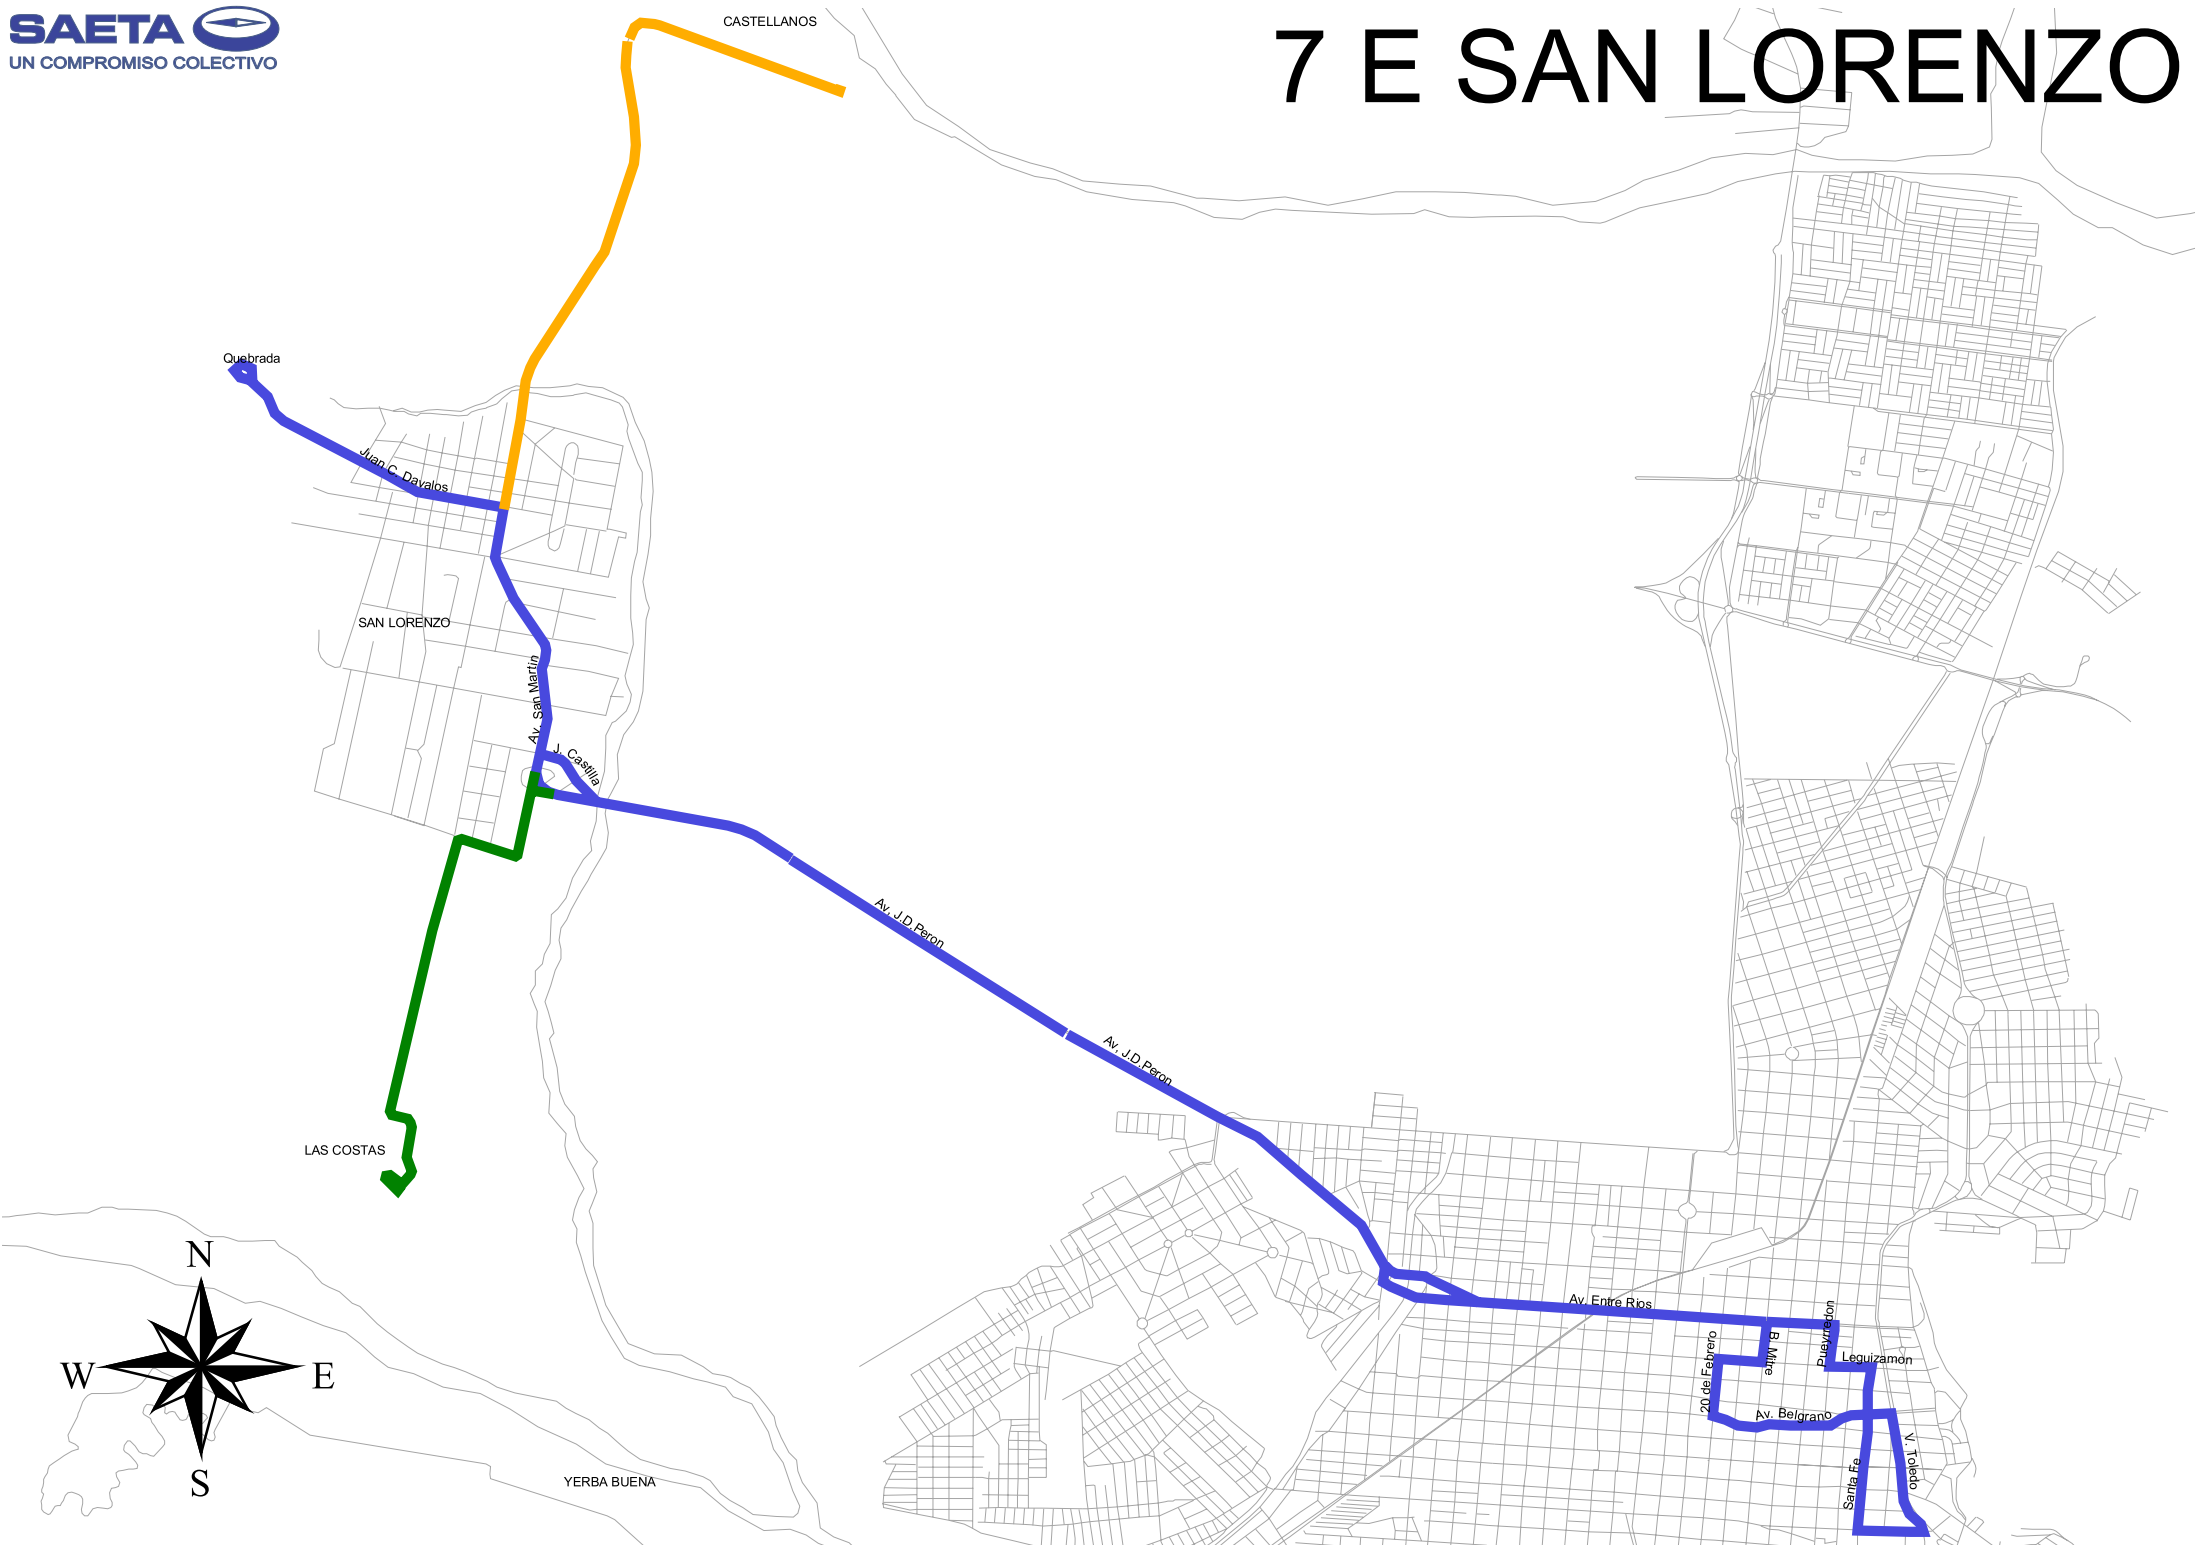 SAETA
UN COMPROMISO COLECTIVO
CASTELLANOS
7 E SAN LORENZO
Quebrada
Juan C. Davalos
SAN LORENZO
Av. San Martin
J. Castilla
Av. J.D.Peron
Av. J.D.Peron
LAS COSTAS
N
W
E
S
Av. Entre Rios
Pueyrredon
B. Mitre
20 de Febrero
Leguizamon
Av. Belgrano
V. Toledo
Santa Fe
YERBA BUENA